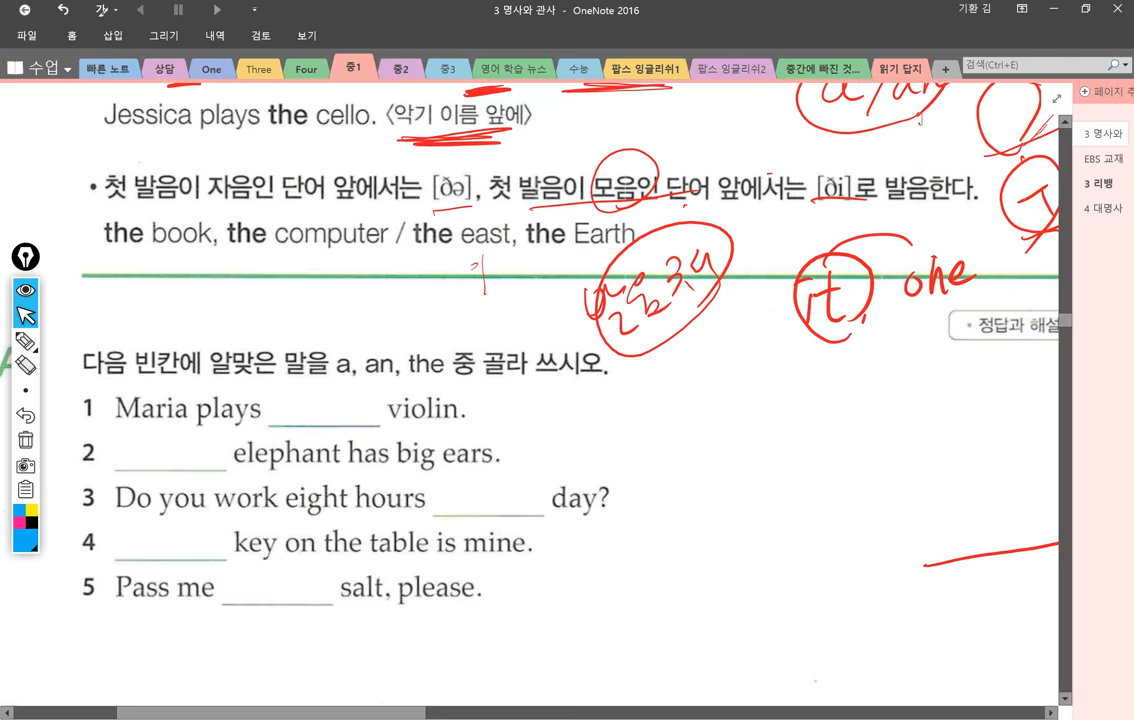 3 명사와 관사 - OneNote 2016
기환 김
파일 홈 삽입 그리기 내역 검토 보기
수업 빠른 노트 상담 One Three Four 중1 중2 중3 영어 학습 뉴스 수능 팝스 잉글리쉬1 팝스 잉글리쉬2 중간에 빠진 것... 읽기 답지 + 검색(Ctrl+E)
페이지 추
3 명사와
EBS 교재
3 리뱅
4 대명사
a/an
Jessica plays the cello. 〈악기 이름 앞에〉
• 첫 발음이 자음인 단어 앞에서는 [ðə], 첫 발음이 모음인 단어 앞에서는 [ði]로 발음한다.
the book, the computer / the east, the Earth
it one
• 정답과 해설
다음 빈칸에 알맞은 말을 a, an, the 중 골라 쓰시오.
1 Maria plays ________ violin.
2 ________ elephant has big ears.
3 Do you work eight hours ________ day?
4 ________ key on the table is mine.
5 Pass me ________ salt, please.